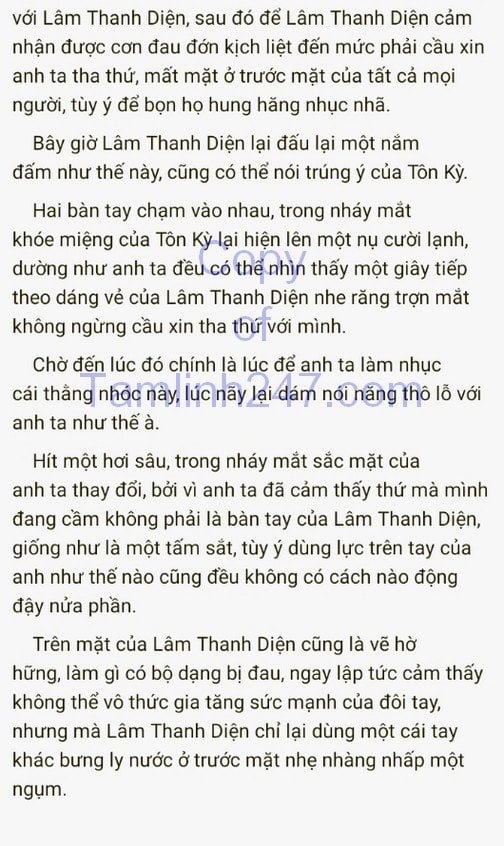 với Lâm Thanh Diện, sau đó để Lâm Thanh Diện cảm
nhận được cơn đau đớn kịch liệt đến mức phải cầu xin
anh ta tha thứ, mất mặt ở trước mặt của tất cả mọi
người, tùy ý để bọn họ hung hăng nhục nhã.
Bây giờ Lâm Thanh Diện lại đấu lại một nắm
đấm như thế này, cũng có thể nói trúng ý của Tôn Kỳ.
Hai bàn tay chạm vào nhau, trong nháy mắt
khóe miệng của Tôn Kỳ lại hiện lên một nụ cười lạnh,
dường như anh ta đều có thể nhìn thấy một giây tiếp
theo dáng vẻ của Lâm Thanh Diện nhe răng trợn mắt
không ngừng cầu xin tha thứ với mình.
Chờ đến lúc đó chính là lúc để anh ta làm nhục
cái thằng nhóc này, lúc nãy lại dám nói năng thô lỗ với
anh ta như thế à.
Hít một hơi sâu, trong nháy mắt sắc mặt của
anh ta thay đổi, bởi vì anh ta đã cảm thấy thứ mà mình
đang cầm không phải là bàn tay của Lâm Thanh Diện,
giống như là một tấm sắt, tùy ý dùng lực trên tay của
anh như thế nào cũng đều không có cách nào động
đậy nửa phần.
Trên mặt của Lâm Thanh Diện cũng là vẽ hờ
hững, làm gì có bộ dạng bị đau, ngay lập tức cảm thấy
không thể vô thức gia tăng sức mạnh của đôi tay,
nhưng mà Lâm Thanh Diện chỉ lại dùng một cái tay
khác bưng ly nước ở trước mặt nhẹ nhàng nhấp một
ngụm.
Copy
of
Tamlinh247.com